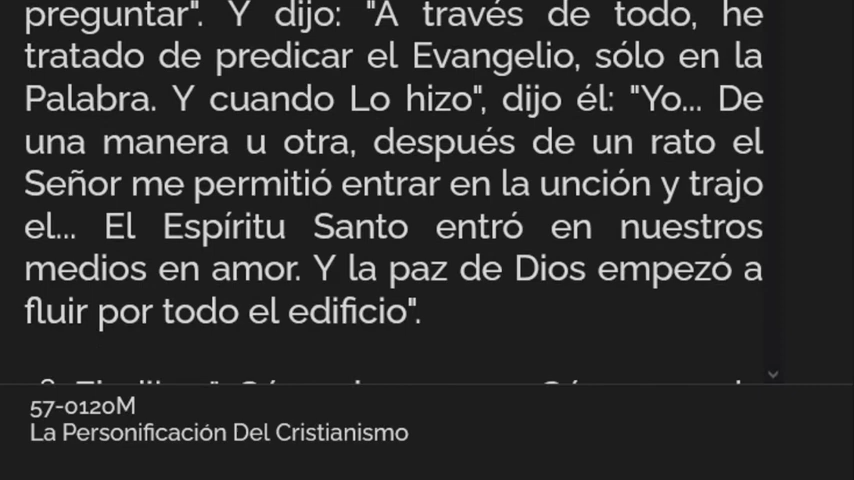 preguntar". Y dijo: "A través de todo, he
tratado de predicar el Evangelio, sólo en la
Palabra. Y cuando Lo hizo", dijo él: "Yo... De
una manera u otra, después de un rato el
Señor me permitió entrar en la unción y trajo
el... El Espíritu Santo entró en nuestros
medios en amor. Y la paz de Dios empezó a
fluir por todo el edificio".
57-0120M
La Personificación Del Cristianismo